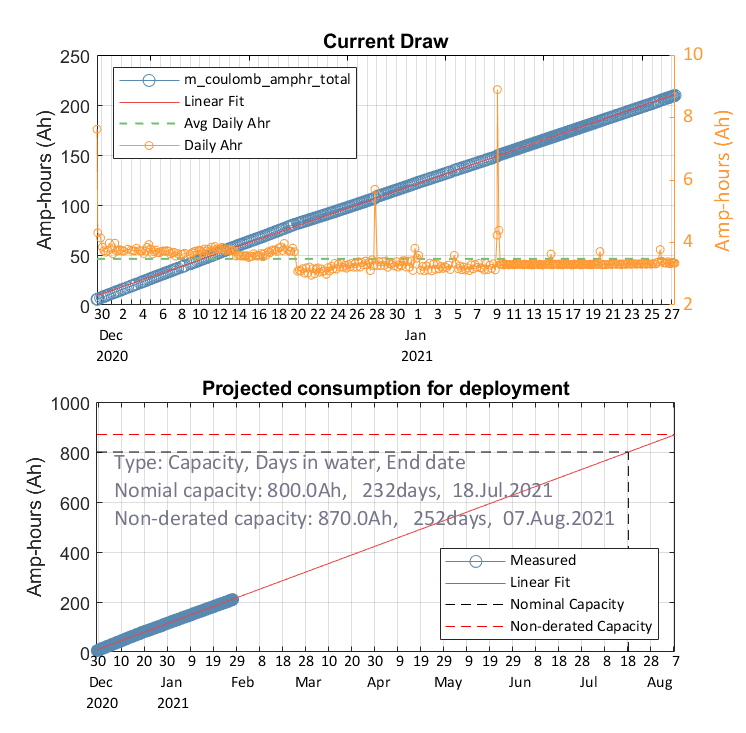 Current Draw
Amp-hours (Ah)
250
200
150
100
50
0
m_coulomb_amphr_total
Linear Fit
Avg Daily Ahr
Daily Ahr
10
8
6
4
2
Amp-hours (Ah)
30 2 4 6 8 10 12 14 16 18 20 22 24 26 28 30 1 3 5 7 9 11 13 15 17 19 21 23 25 27
Dec Jan
2020 2021
Projected consumption for deployment
Amp-hours (Ah)
1000
800
600
400
200
0
Type: Capacity, Days in water, End date
Nomial capacity: 800.0Ah, 232days, 18.Jul.2021
Non-derated capacity: 870.0Ah, 252days, 07.Aug.2021
Measured
Linear Fit
Nominal Capacity
Non-derated Capacity
30 10 20 30 9 19 29 8 18 28 10 20 30 9 19 29 9 19 29 8 18 28 8 18 28 7
Dec Jan Feb Mar Apr May Jun Jul Aug
2020 2021